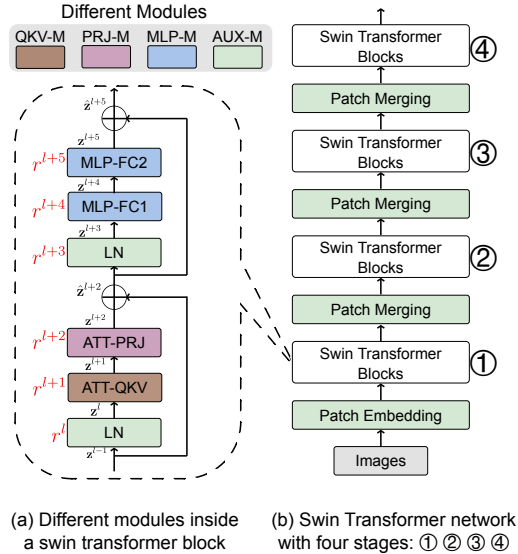 Different Modules
QKV-M PRJ-M MLP-M AUX-M
ẑ^{l+5}
z^{l+5}
r^{l+5} MLP-FC2
z^{l+4}
r^{l+4} MLP-FC1
z^{l+3}
r^{l+3} LN
ẑ^{l+2}
z^{l+2}
r^{l+2} ATT-PRJ
z^{l+1}
r^{l+1} ATT-QKV
z^l
r^l LN
z^{l-1}
(a) Different modules inside
a swin transformer block
Swin Transformer
Blocks
④
Patch Merging
Swin Transformer
Blocks
③
Patch Merging
Swin Transformer
Blocks
②
Patch Merging
Swin Transformer
Blocks
①
Patch Embedding
Images
(b) Swin Transformer network
with four stages: ① ② ③ ④